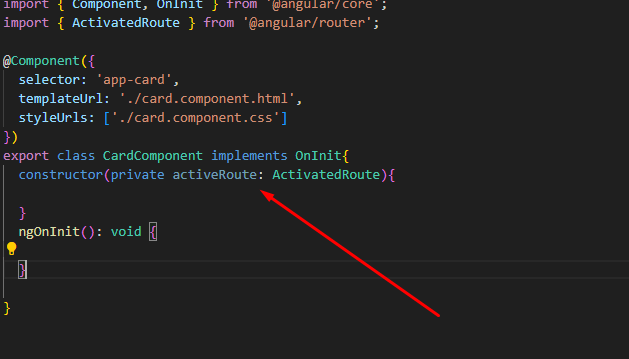 import { Component, OnInit } from '@angular/core';
import { ActivatedRoute } from '@angular/router';
@Component({
selector: 'app-card',
templateUrl: './card.component.html',
styleUrls: ['./card.component.css']
})
export class CardComponent implements OnInit{
constructor(private activeRoute: ActivatedRoute){
}
ngOnInit(): void {
}
}